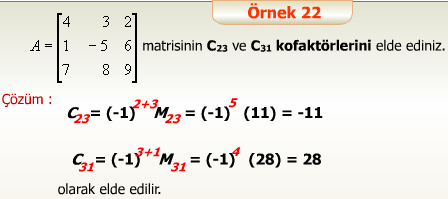 Örnek 22
A = [4 3 2
1 -5 6
7 8 9] matrisinin C23 ve C31 kofaktörlerini elde ediniz.
Çözüm :
C23 = (-1)^2+3 M23 = (-1)^5 (11) = -11
C31 = (-1)^3+1 M31 = (-1)^4 (28) = 28
olarak elde edilir.